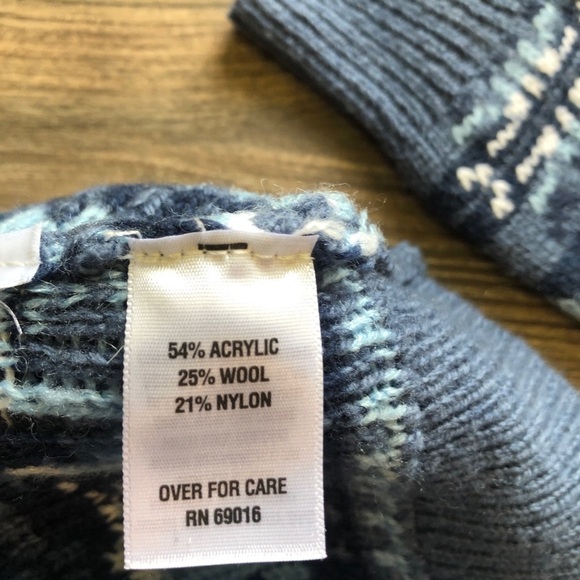 54% ACRYLIC
25% WOOL
21% NYLON
OVER FOR CARE
RN 69016